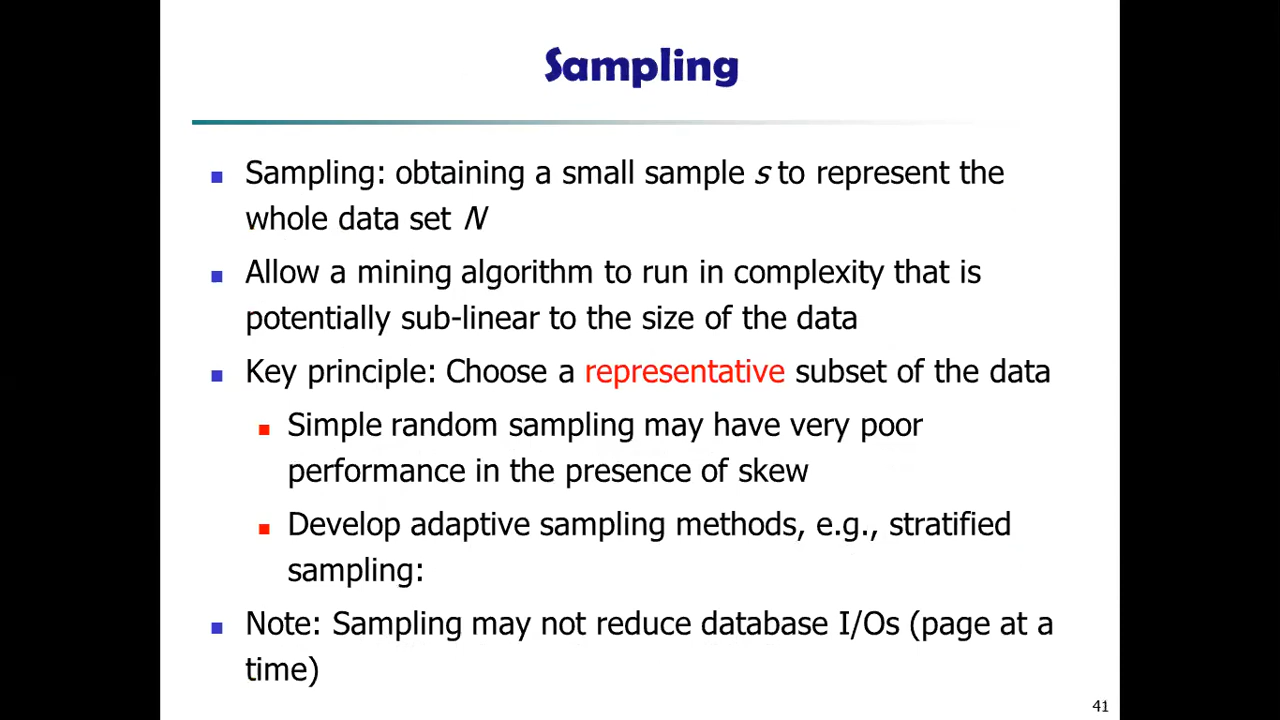 Sampling
Sampling: obtaining a small sample s to represent the
whole data set N
Allow a mining algorithm to run in complexity that is
potentially sub-linear to the size of the data
Key principle: Choose a representative subset of the data
Simple random sampling may have very poor
performance in the presence of skew
Develop adaptive sampling methods, e.g., stratified
sampling:
Note: Sampling may not reduce database I/Os (page at a
time)
41